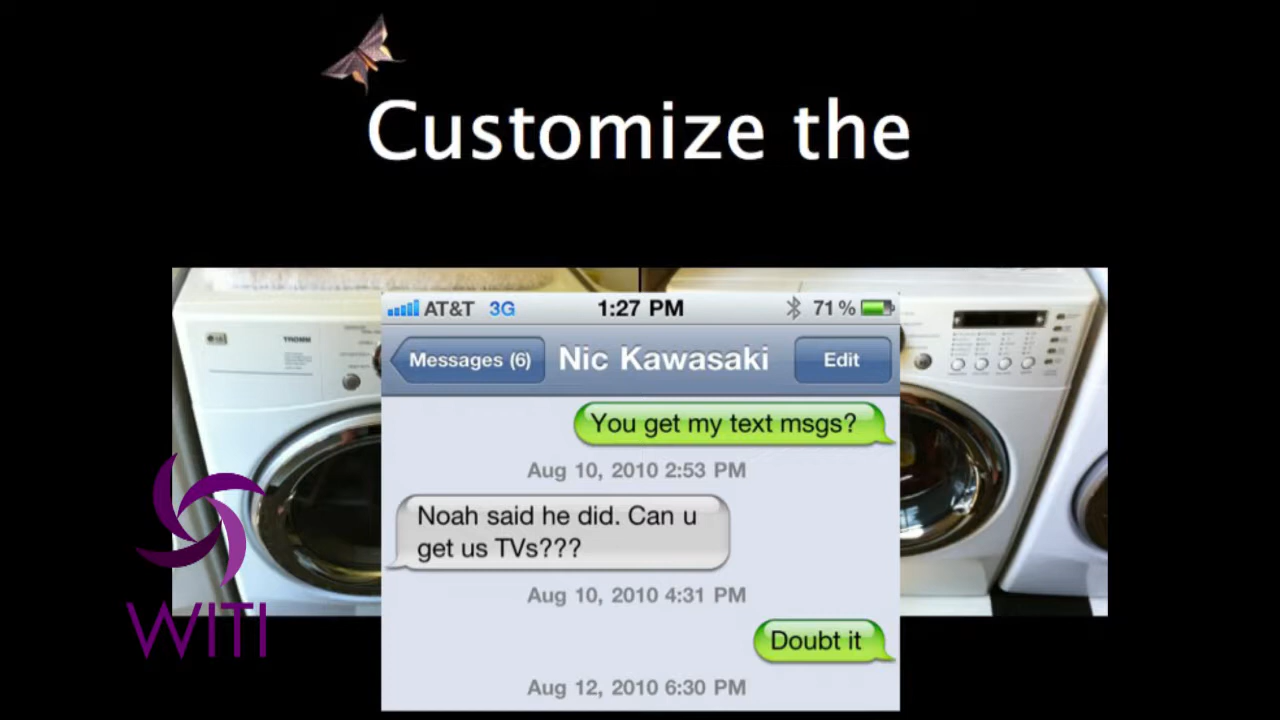 Customize the
AT&T 3G 1:27 PM 71%
TROMM
Messages (6) Nic Kawasaki Edit
You get my text msgs?
Aug 10, 2010 2:53 PM
Noah said he did. Can u
get us TVs???
Aug 10, 2010 4:31 PM
Doubt it
Aug 12, 2010 6:30 PM
WITI